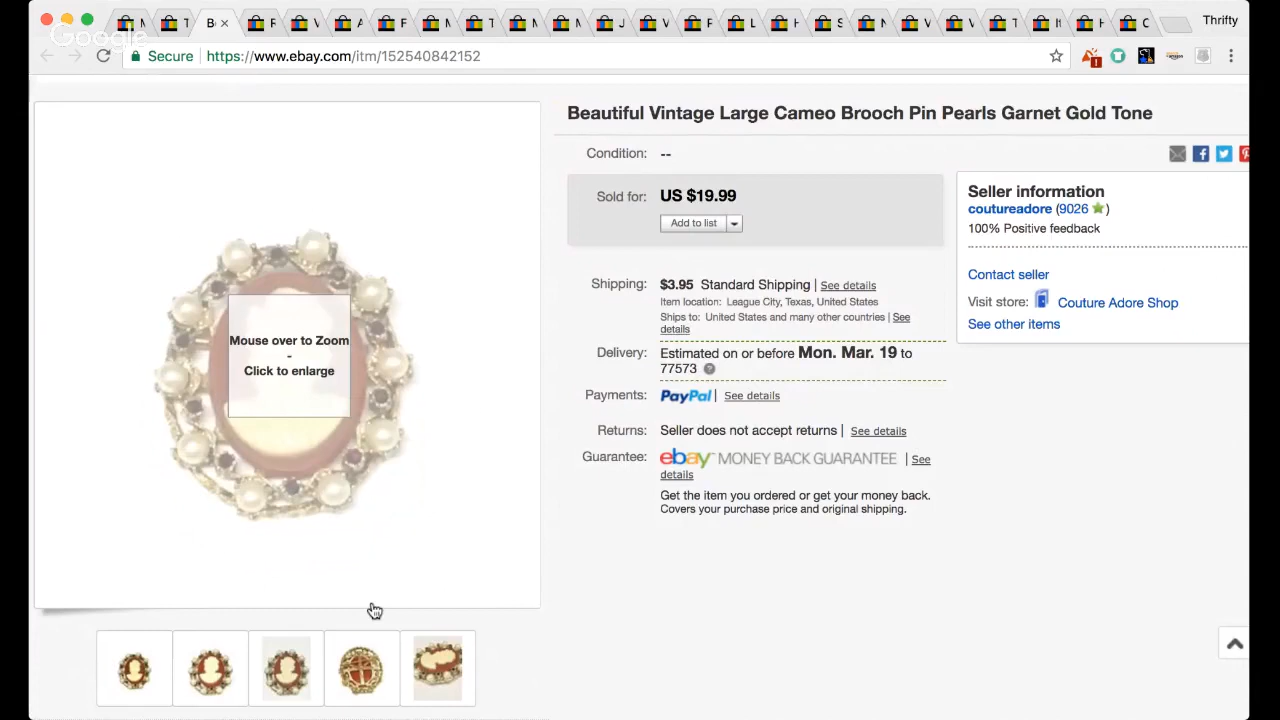 M T B F V A F M T M M J V F L H S N V V T It H C Thrifty
Google
Secure https://www.ebay.com/itm/152540842152
Beautiful Vintage Large Cameo Brooch Pin Pearls Garnet Gold Tone
Condition: --
Sold for: US $19.99
Add to list
Seller information
coutureadore (9026)
100% Positive feedback
Contact seller
Visit store: Couture Adore Shop
See other items
Mouse over to Zoom
-
Click to enlarge
Shipping: $3.95 Standard Shipping | See details
Item location: League City, Texas, United States
Ships to: United States and many other countries | See
details
Delivery: Estimated on or before Mon. Mar. 19 to
77573
Payments: PayPal | See details
Returns: Seller does not accept returns | See details
Guarantee: ebay MONEY BACK GUARANTEE | See
details
Get the item you ordered or get your money back.
Covers your purchase price and original shipping.